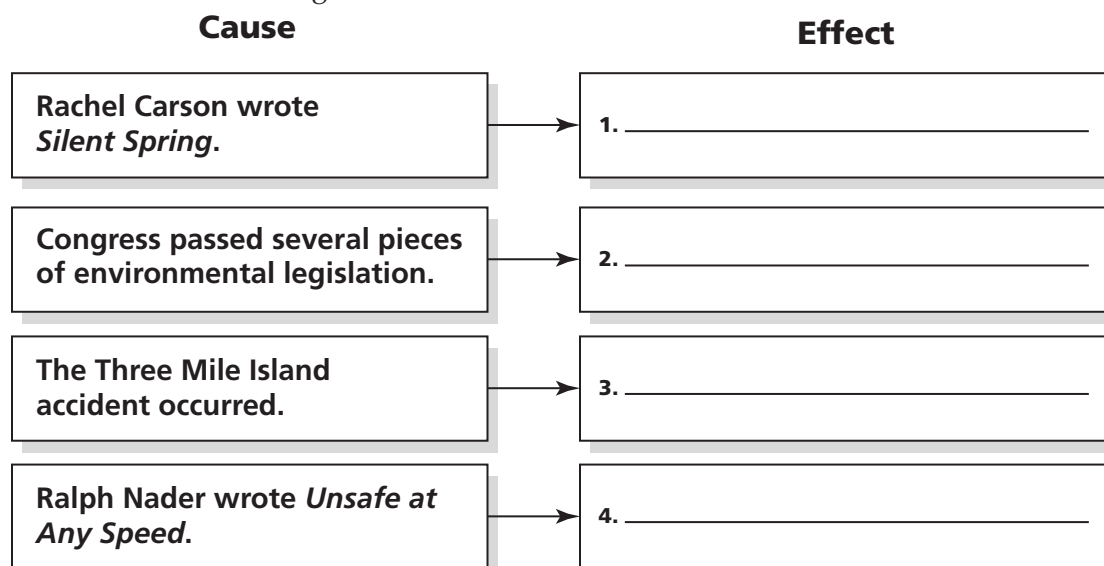 Cause
Effect
Rachel Carson wrote
Silent Spring.
1.
Congress passed several pieces
of environmental legislation.
2.
The Three Mile Island
accident occurred.
3.
Ralph Nader wrote Unsafe at
Any Speed.
4.